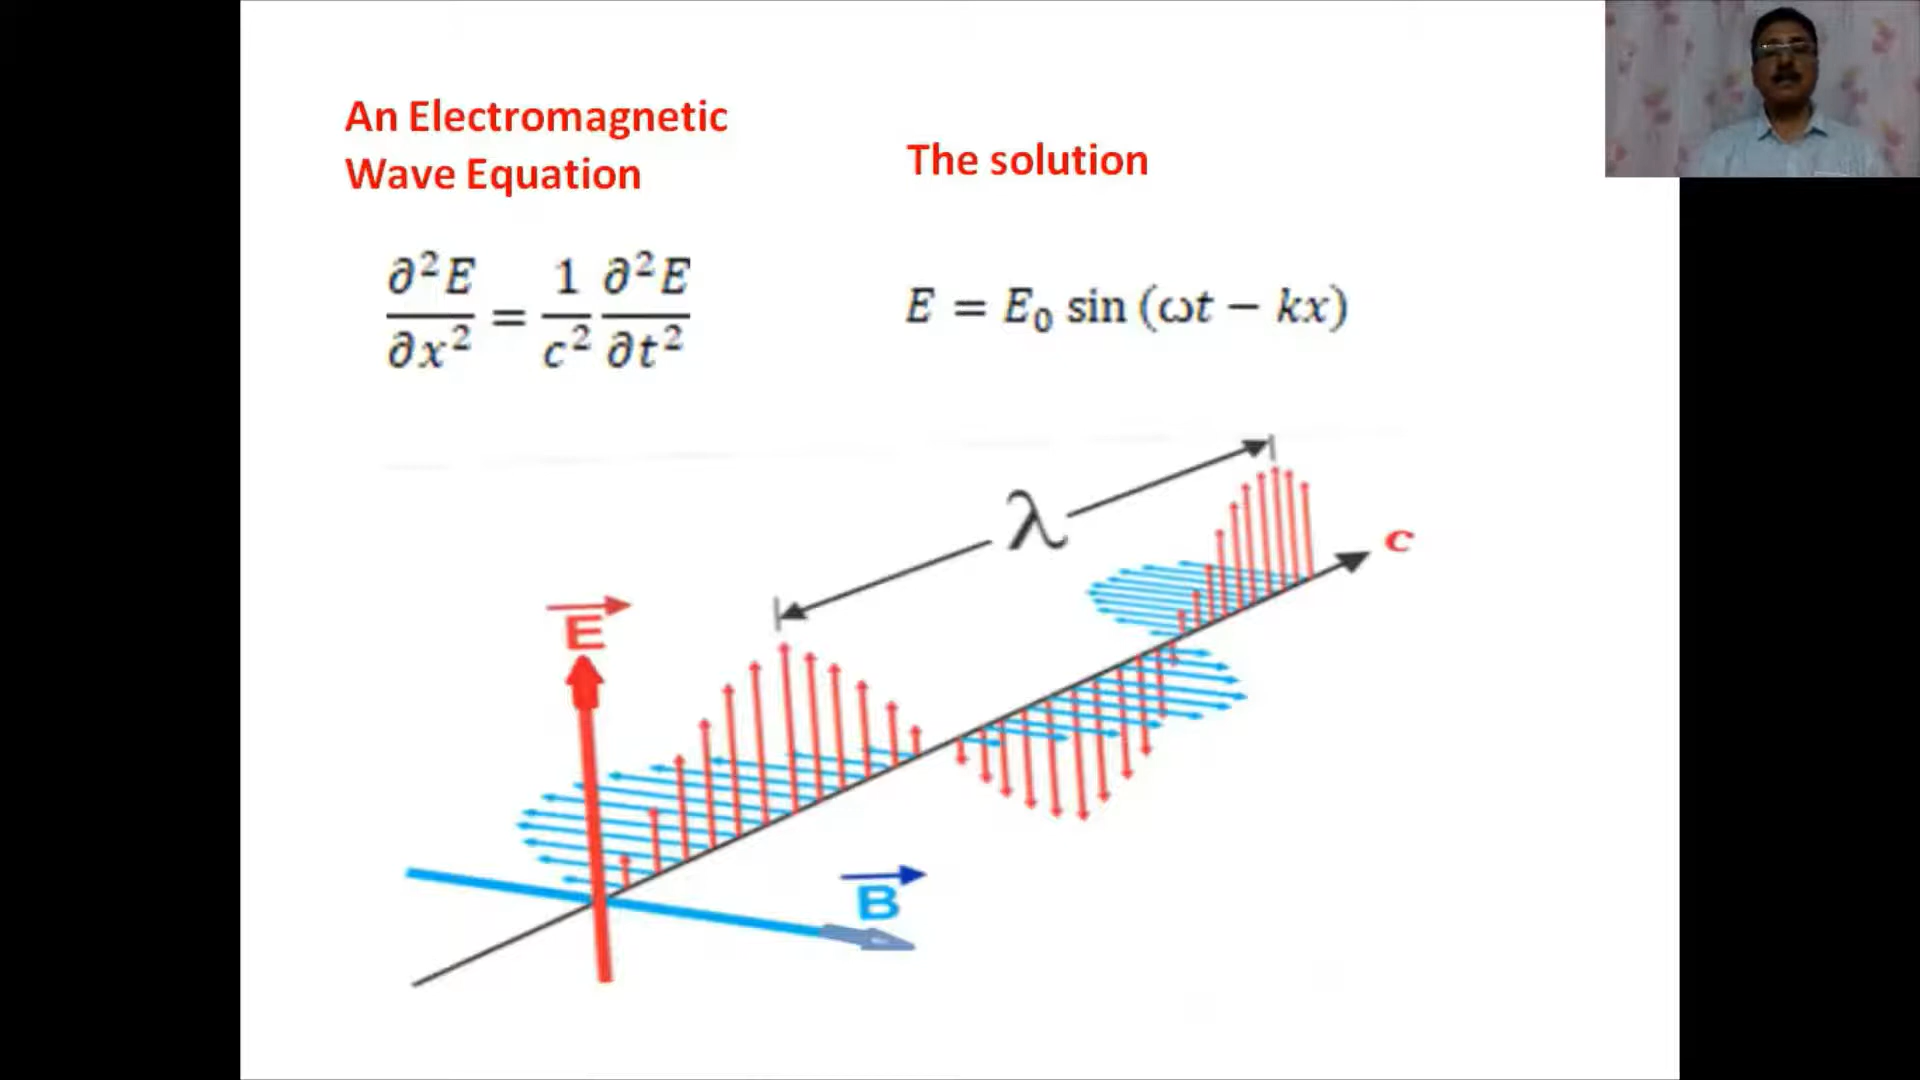 An Electromagnetic
Wave Equation
The solution
∂²E/∂x² = 1/c² ∂²E/∂t²
E = E₀ sin (ωt − kx)
λ
c
E
B